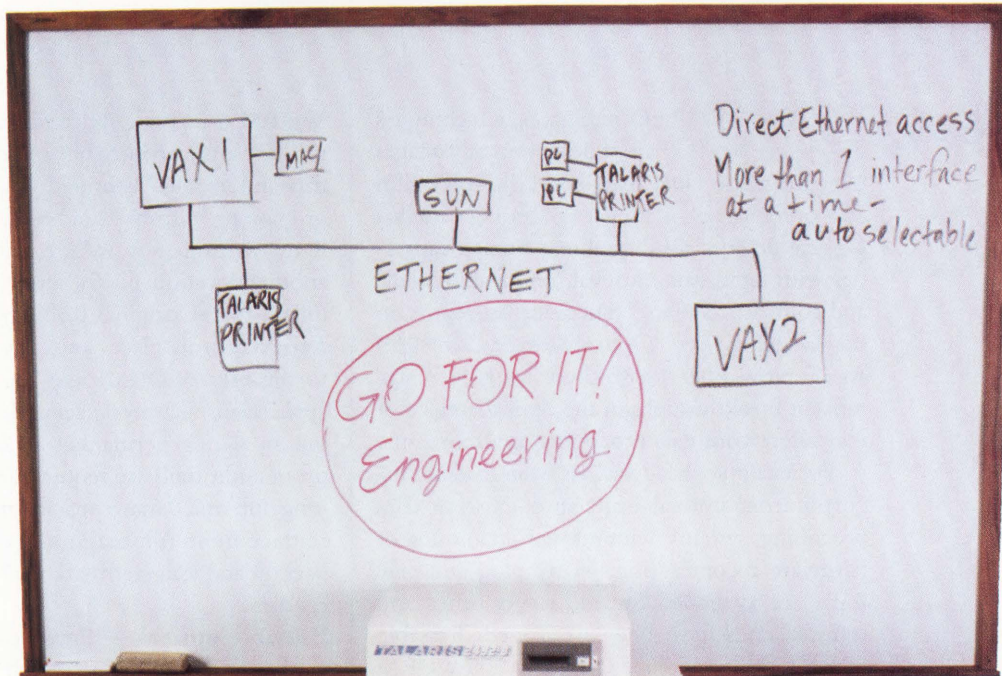 VAX1
MAC
SUN
PC
PC
TALARIS
PRINTER
Direct Ethernet access
More than 1 interface
at a time -
auto selectable
ETHERNET
TALARIS
PRINTER
VAX2
GO FOR IT!
Engineering
TALARIS